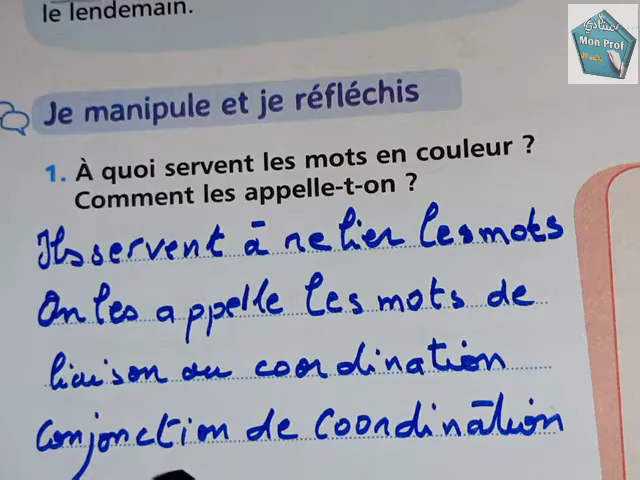 le lendemain.
أستاذي
Mon Prof
Je manipule et je réfléchis
1. À quoi servent les mots en couleur ?
Comment les appelle-t-on ?
Ils servent à relier les mots
On les appelle les mots de
liaison ou coordination
Conjonction de coordination